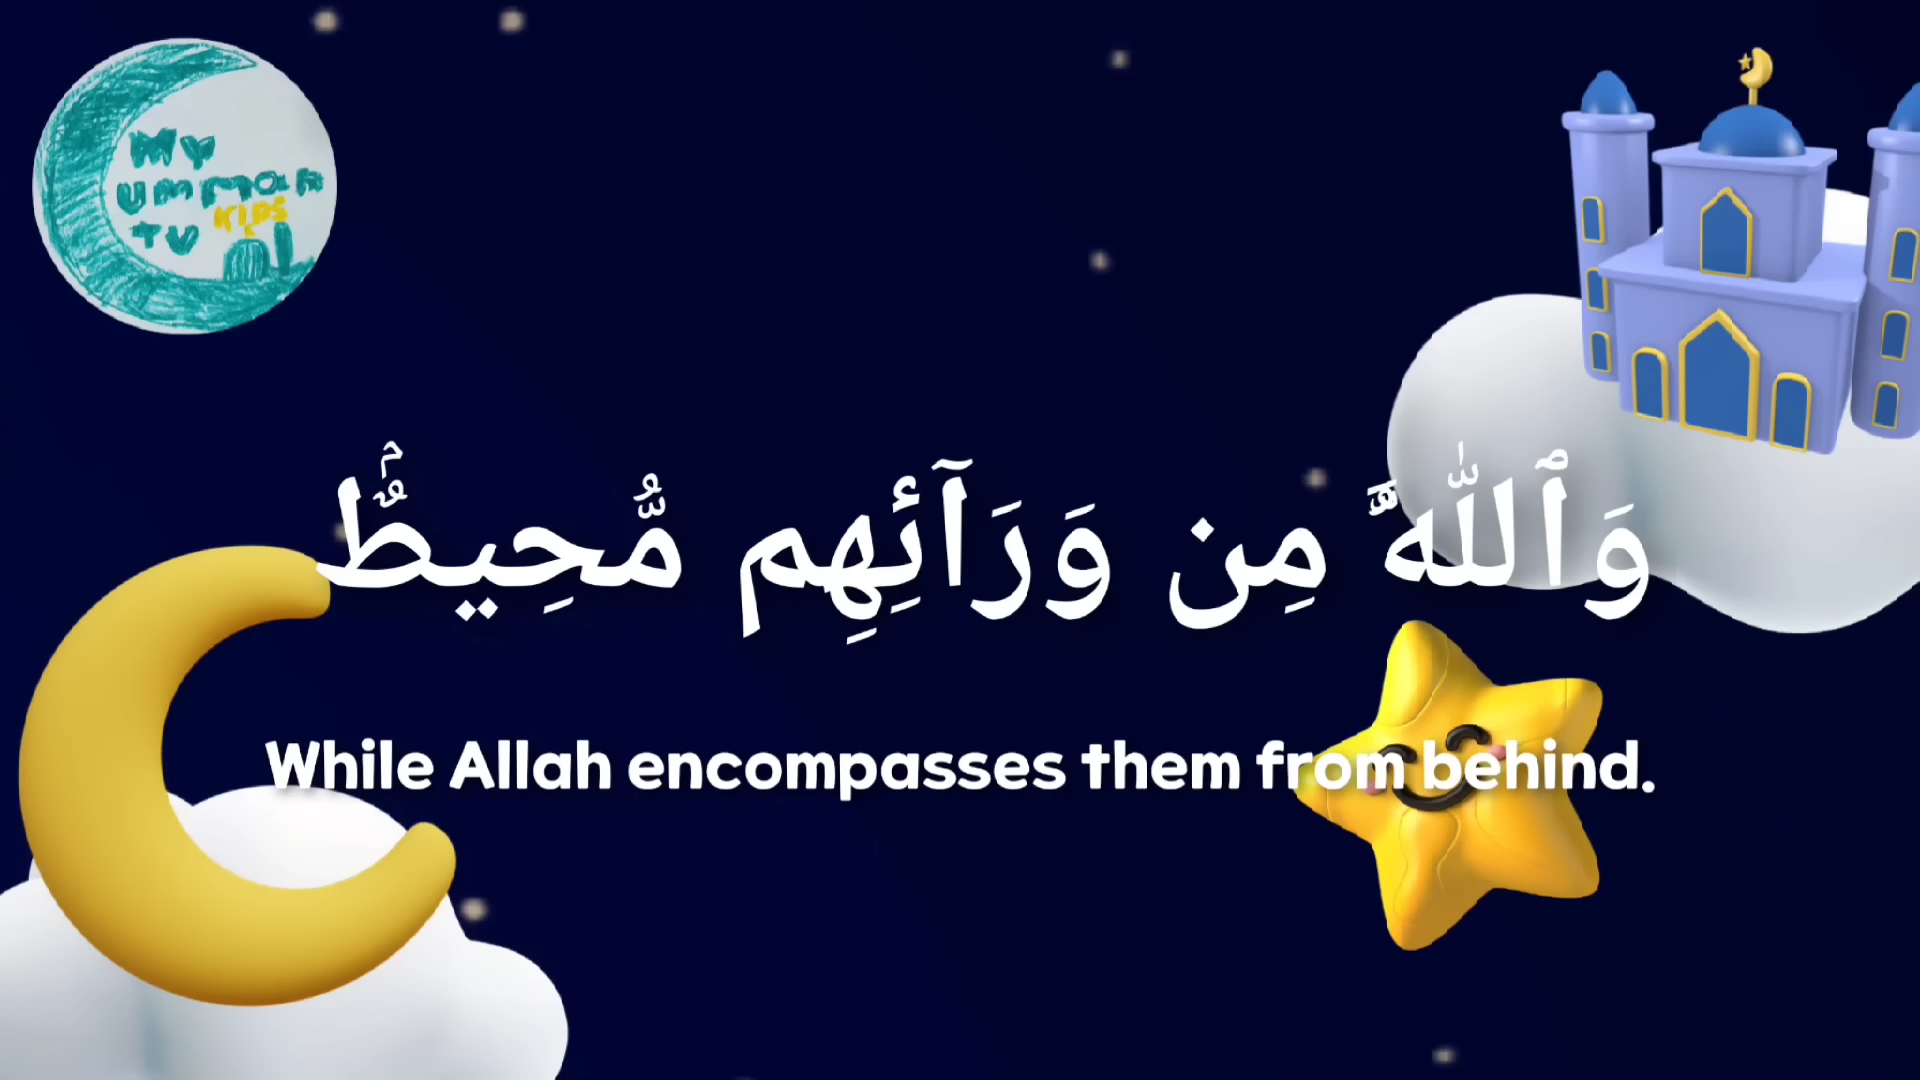 My
ummah
TV KIDS
وَٱللَّهُ مِن وَرَآئِهِم مُّحِيطٌۢ
While Allah encompasses them from behind.